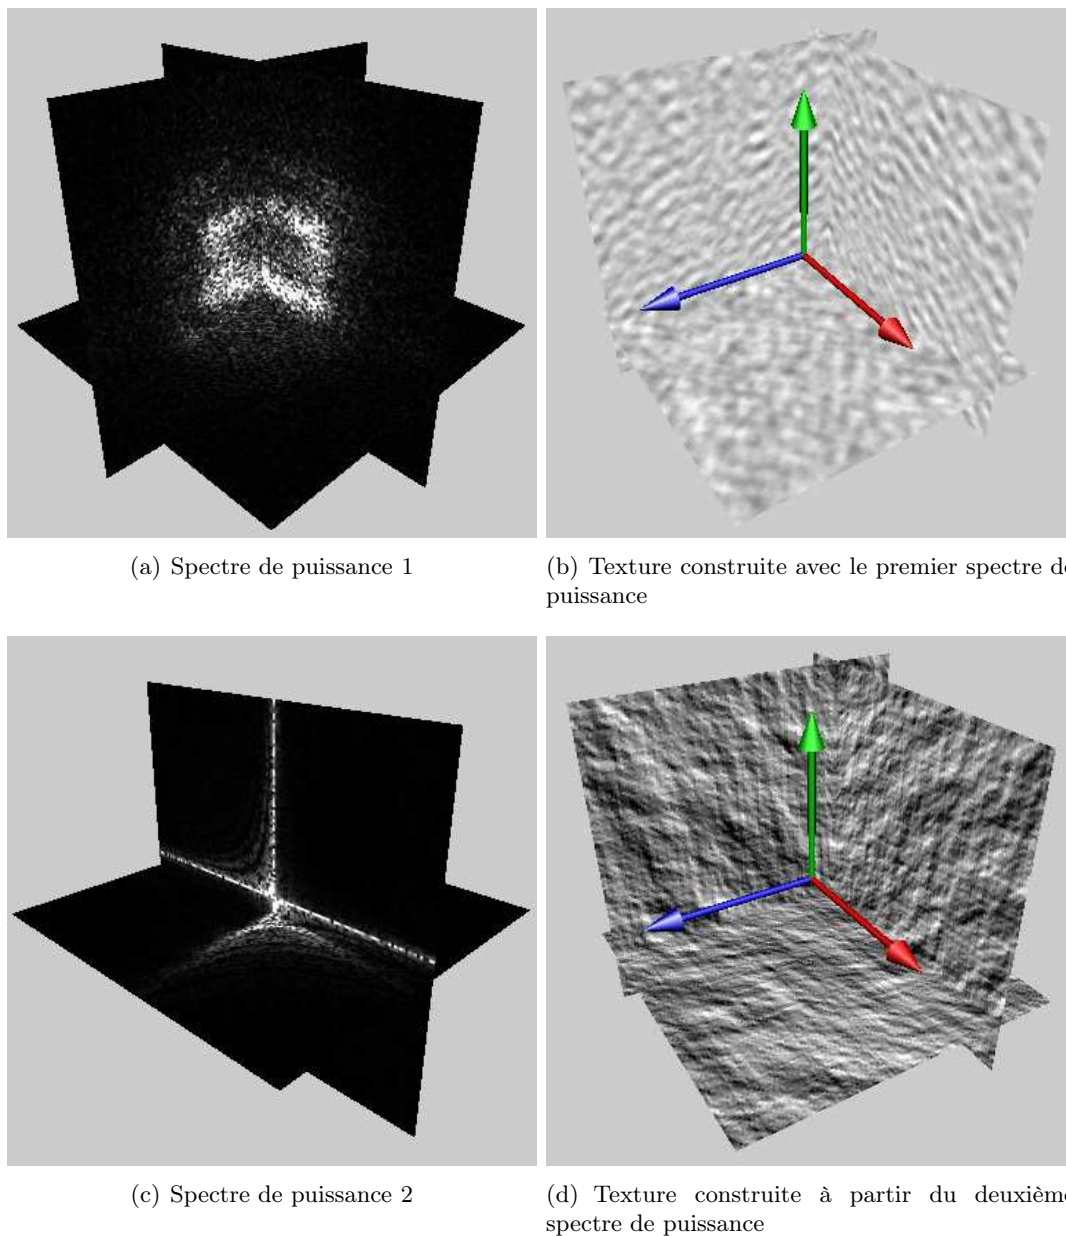 (a) Spectre de puissance 1
(b) Texture construite avec le premier spectre de
puissance
(c) Spectre de puissance 2
(d) Texture construite à partir du deuxième
spectre de puissance